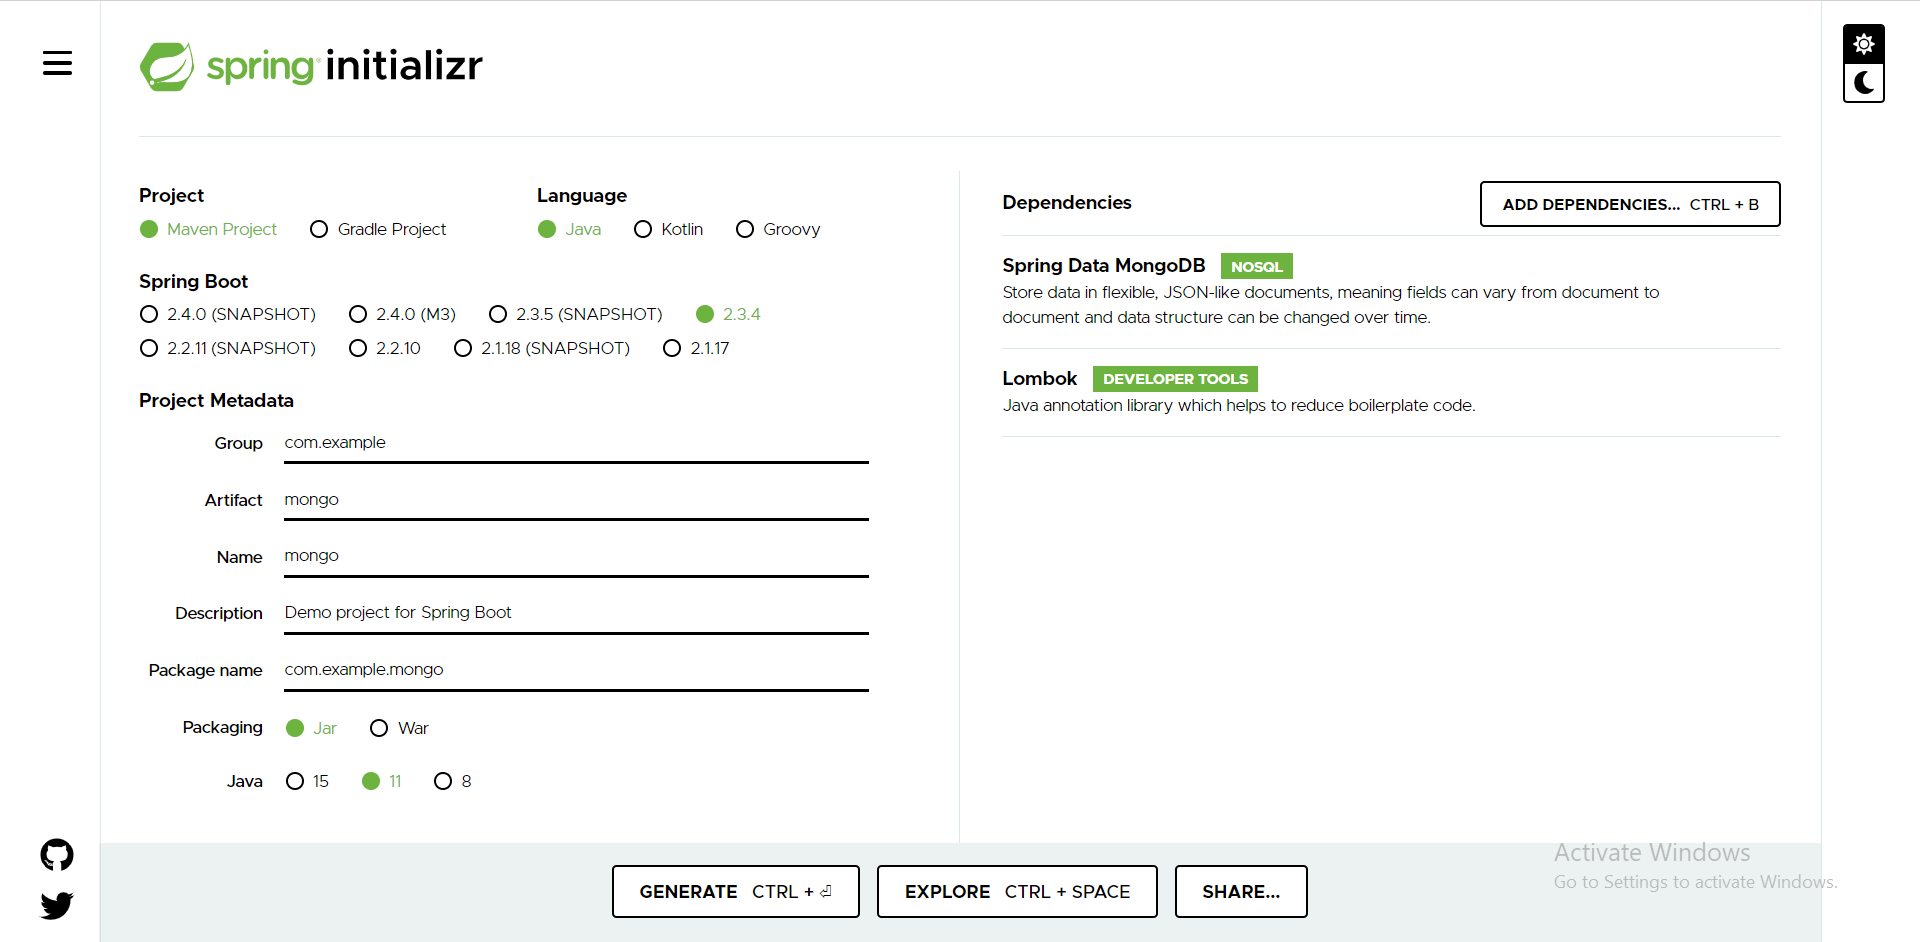 spring initializr
Project
Maven Project Gradle Project
Language
Java Kotlin Groovy
Spring Boot
2.4.0 (SNAPSHOT) 2.4.0 (M3) 2.3.5 (SNAPSHOT) 2.3.4
2.2.11 (SNAPSHOT) 2.2.10 2.1.18 (SNAPSHOT) 2.1.17
Project Metadata
Group com.example
Artifact mongo
Name mongo
Description Demo project for Spring Boot
Package name com.example.mongo
Packaging Jar War
Java 15 11 8
Dependencies
ADD DEPENDENCIES... CTRL + B
Spring Data MongoDB NOSQL
Store data in flexible, JSON-like documents, meaning fields can vary from document to
document and data structure can be changed over time.
Lombok DEVELOPER TOOLS
Java annotation library which helps to reduce boilerplate code.
GENERATE CTRL + ⏎
EXPLORE CTRL + SPACE
SHARE...
Activate Windows
Go to Settings to activate Windows.